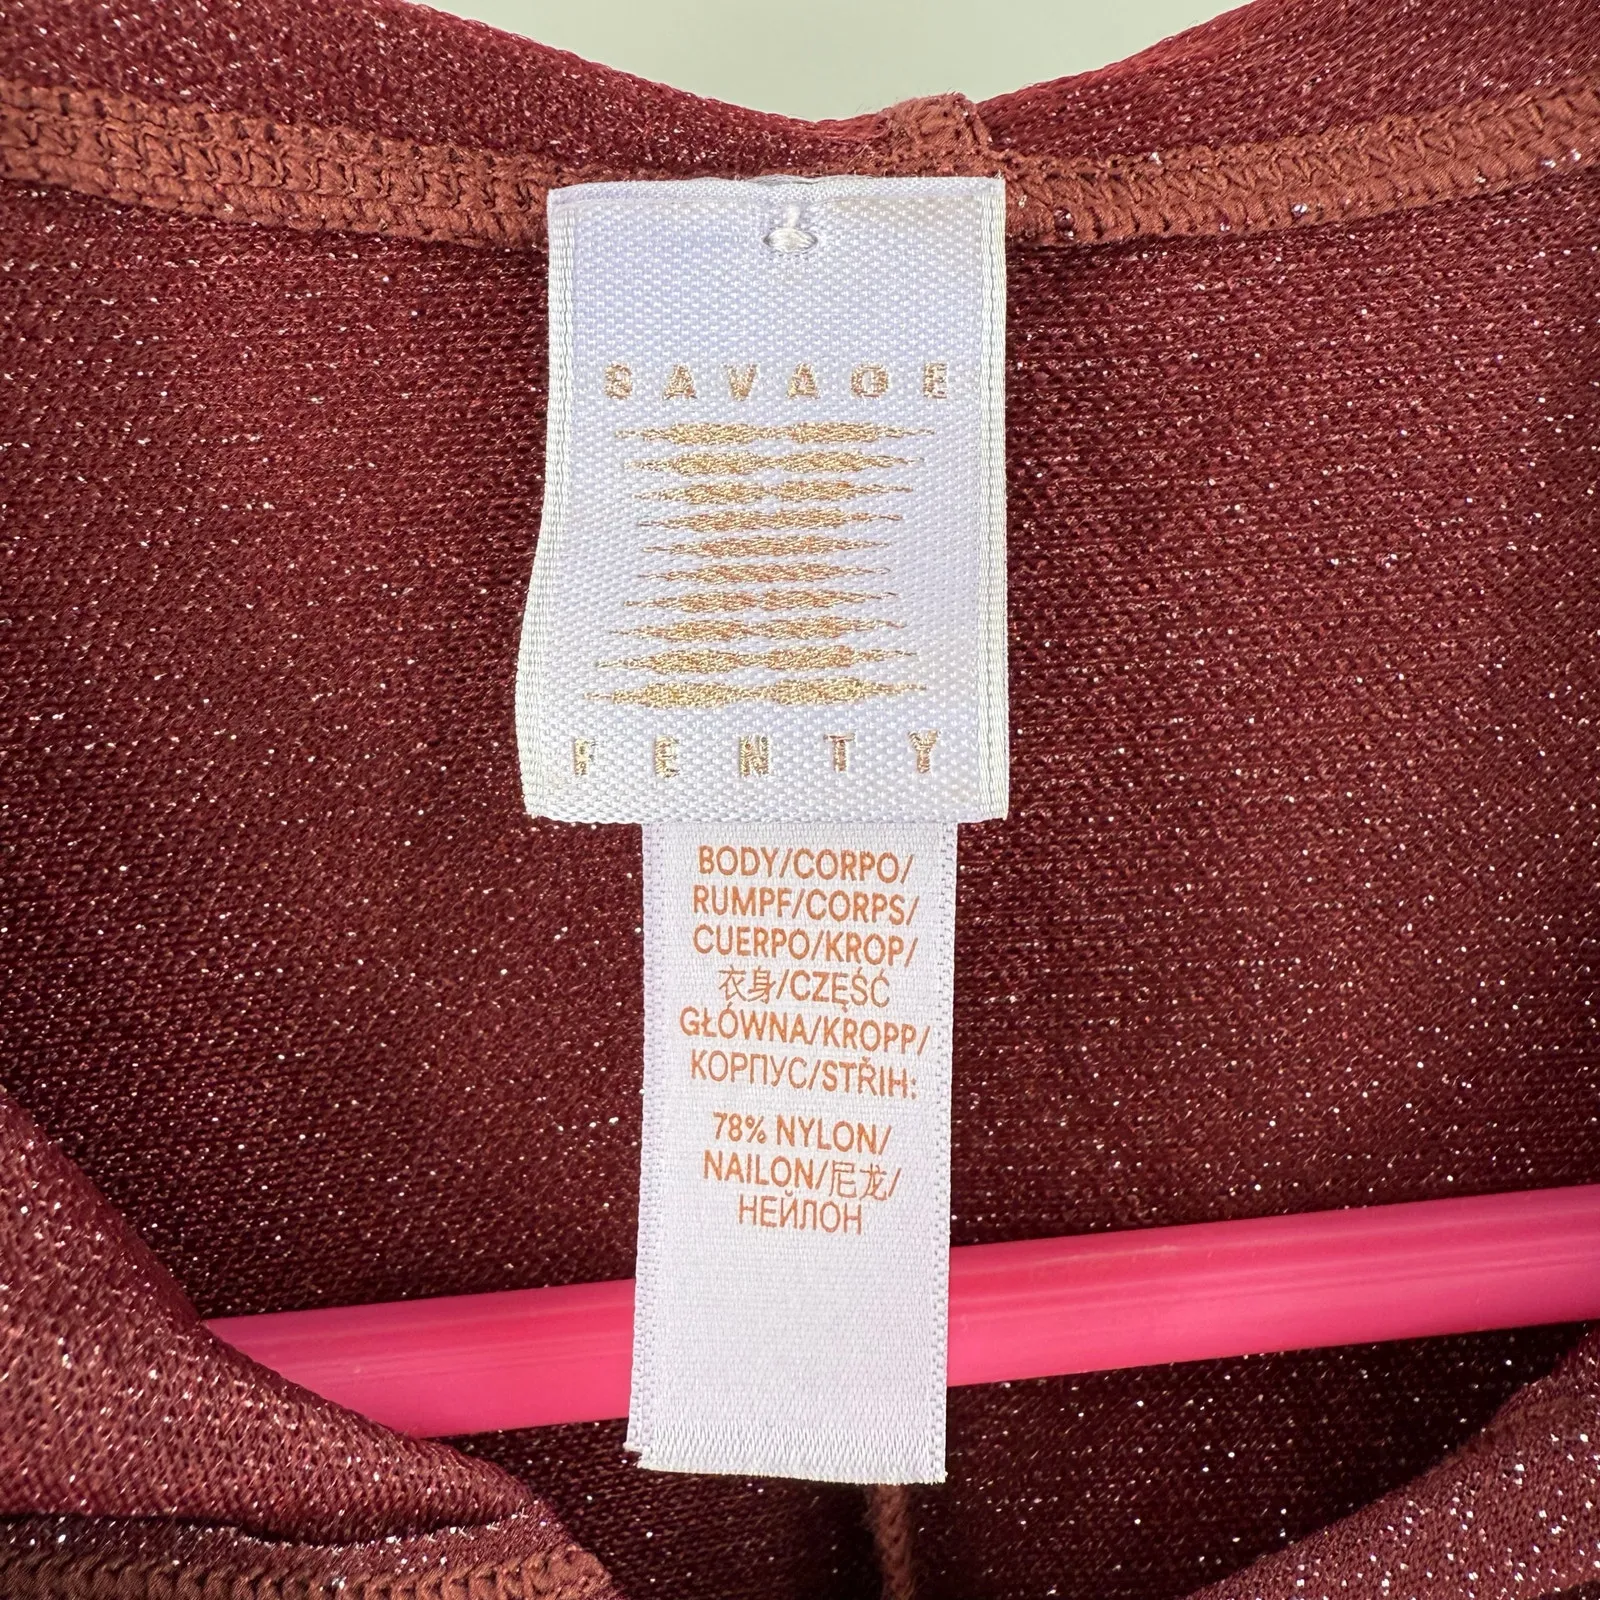 SAVAGE
FENTY
BODY/CORPO/
RUMPF/CORPS/
CUERPO/KROP/
衣身/CZĘŚĆ
GŁÓWNA/KROPP/
КОРПУС/STŘIH:
78% NYLON/
NAILON/尼龙/
НЕЙЛОН